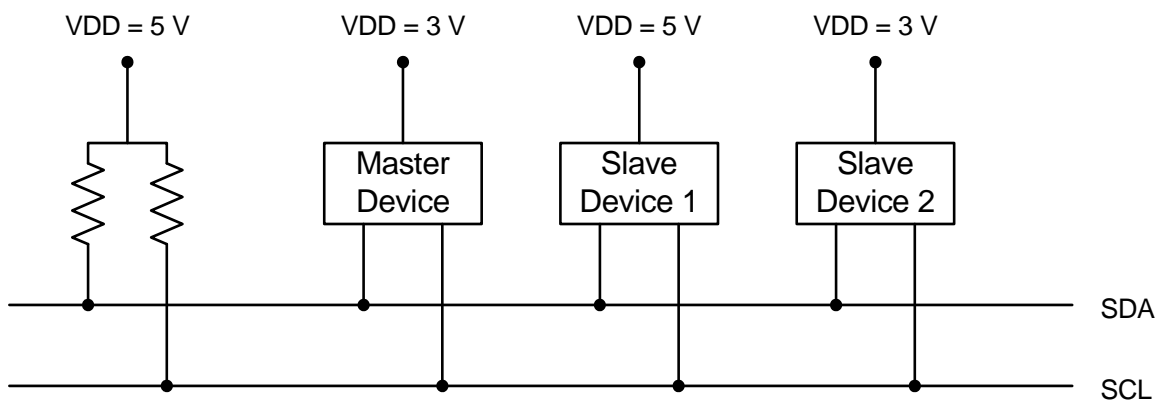 VDD = 5 V
VDD = 3 V
VDD = 5 V
VDD = 3 V
Master
Device
Slave
Device 1
Slave
Device 2
SDA
SCL